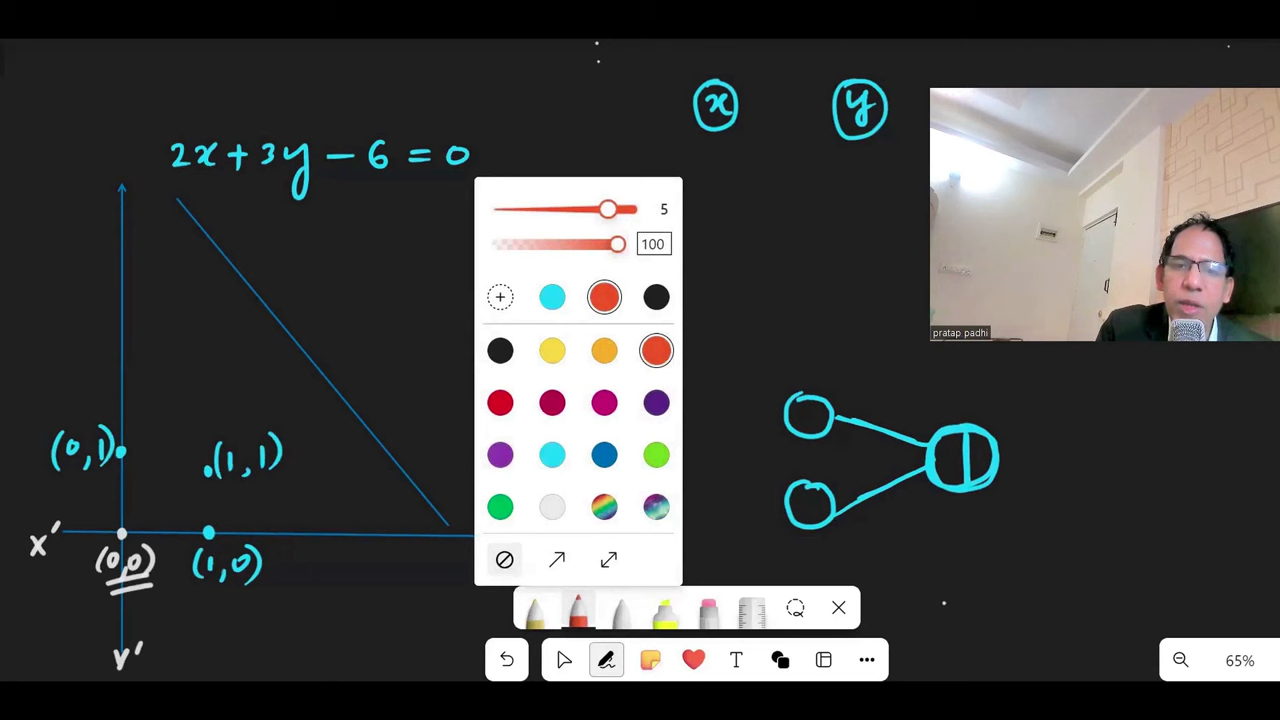 x y
2x + 3y - 6 = 0
5
100
(0,1) (1,1)
x'
(0,0) (1,0)
y'
pratap padhi
T
65%